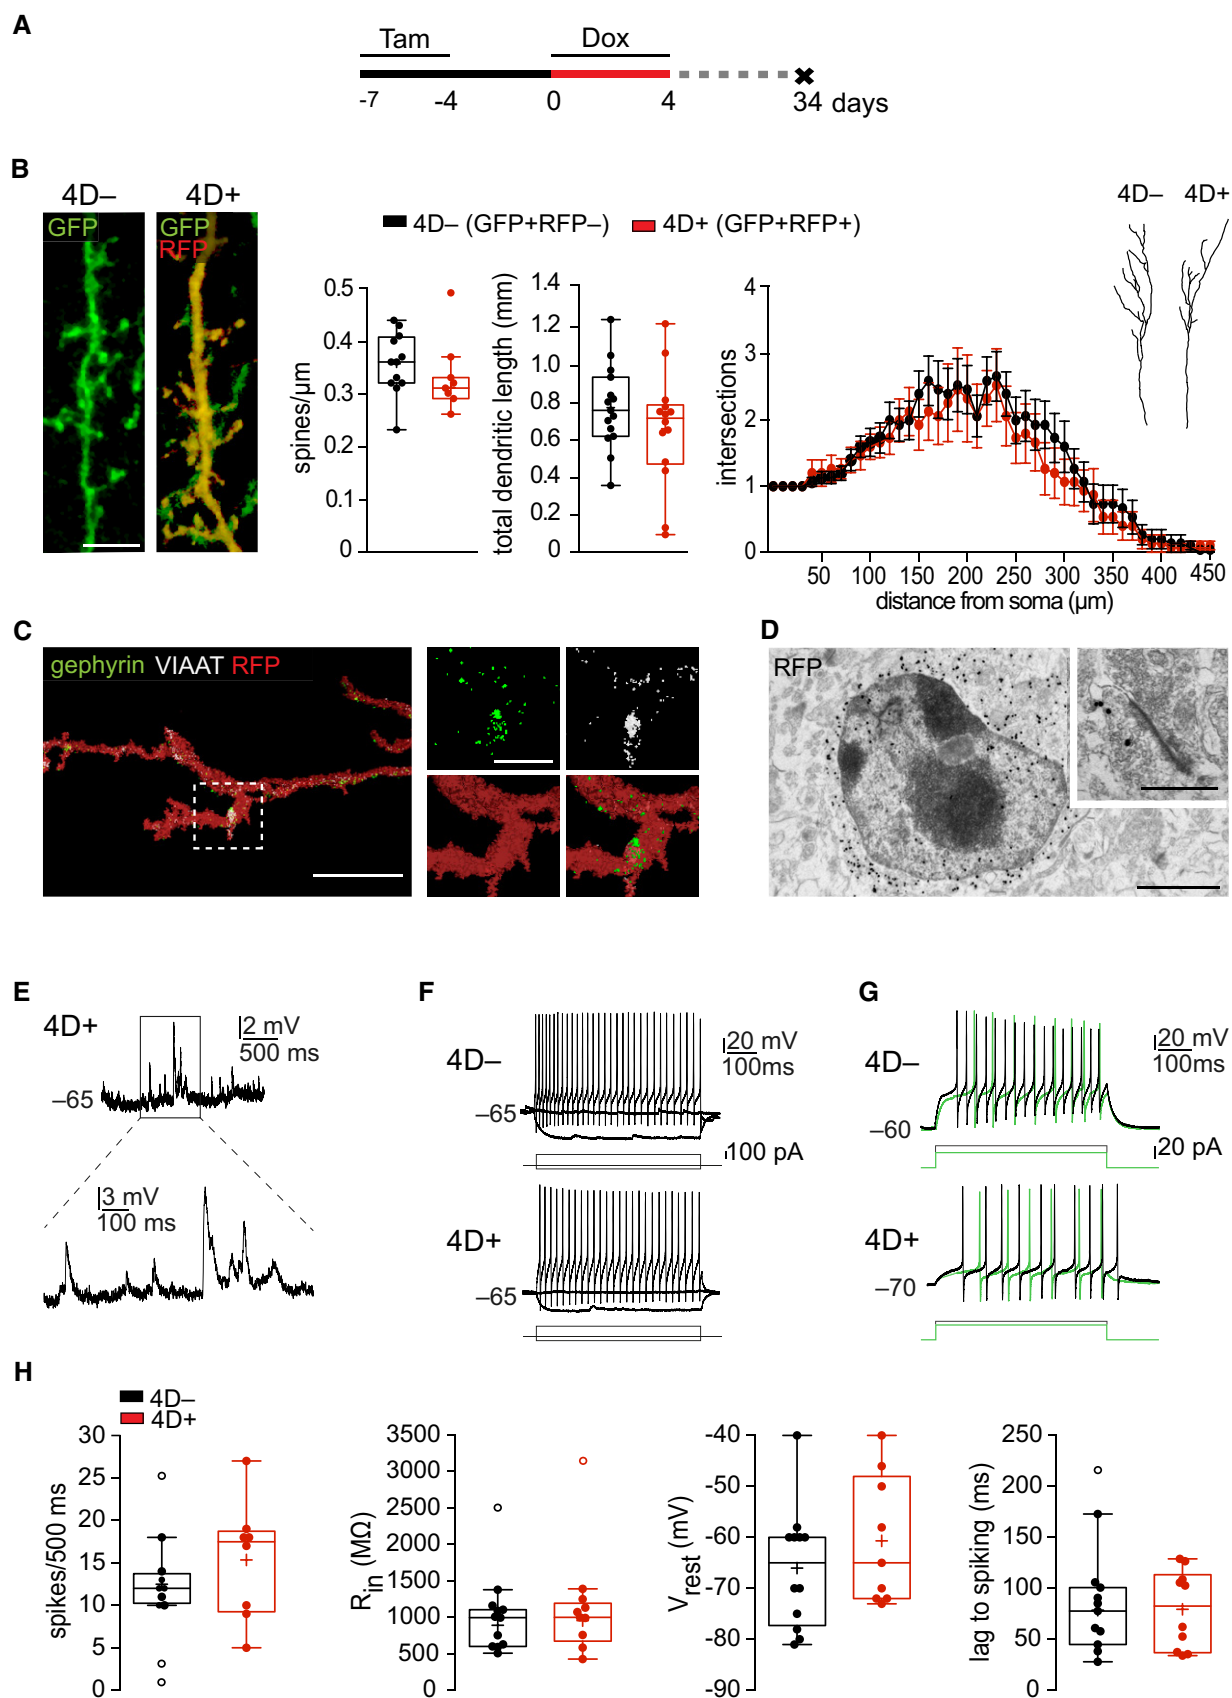 A
Tam
Dox
-7
-4
0
4
34 days
B
4D–
4D+
GFP
GFP
RFP
4D– (GFP+RFP–)
4D+ (GFP+RFP+)
4D–
4D+
spines/µm
0.5
0.4
0.3
0.2
0.1
0
total dendritic length (mm)
1.4
1.2
1.0
0.8
0.6
0.4
0.2
0
intersections
4
3
2
1
0
50
100
150
200
250
300
350
400
450
distance from soma (µm)
C
gephyrin VIAAT RFP
D
RFP
E
4D+
2 mV
500 ms
–65
3 mV
100 ms
F
4D–
20 mV
100ms
–65
100 pA
4D+
–65
G
4D–
20 mV
100ms
–60
20 pA
4D+
–70
H
4D–
4D+
spikes/500 ms
30
25
20
15
10
5
0
Rin (MΩ)
3500
3000
2500
2000
1500
1000
500
0
Vrest (mV)
-40
-50
-60
-70
-80
-90
lag to spiking (ms)
250
200
150
100
50
0